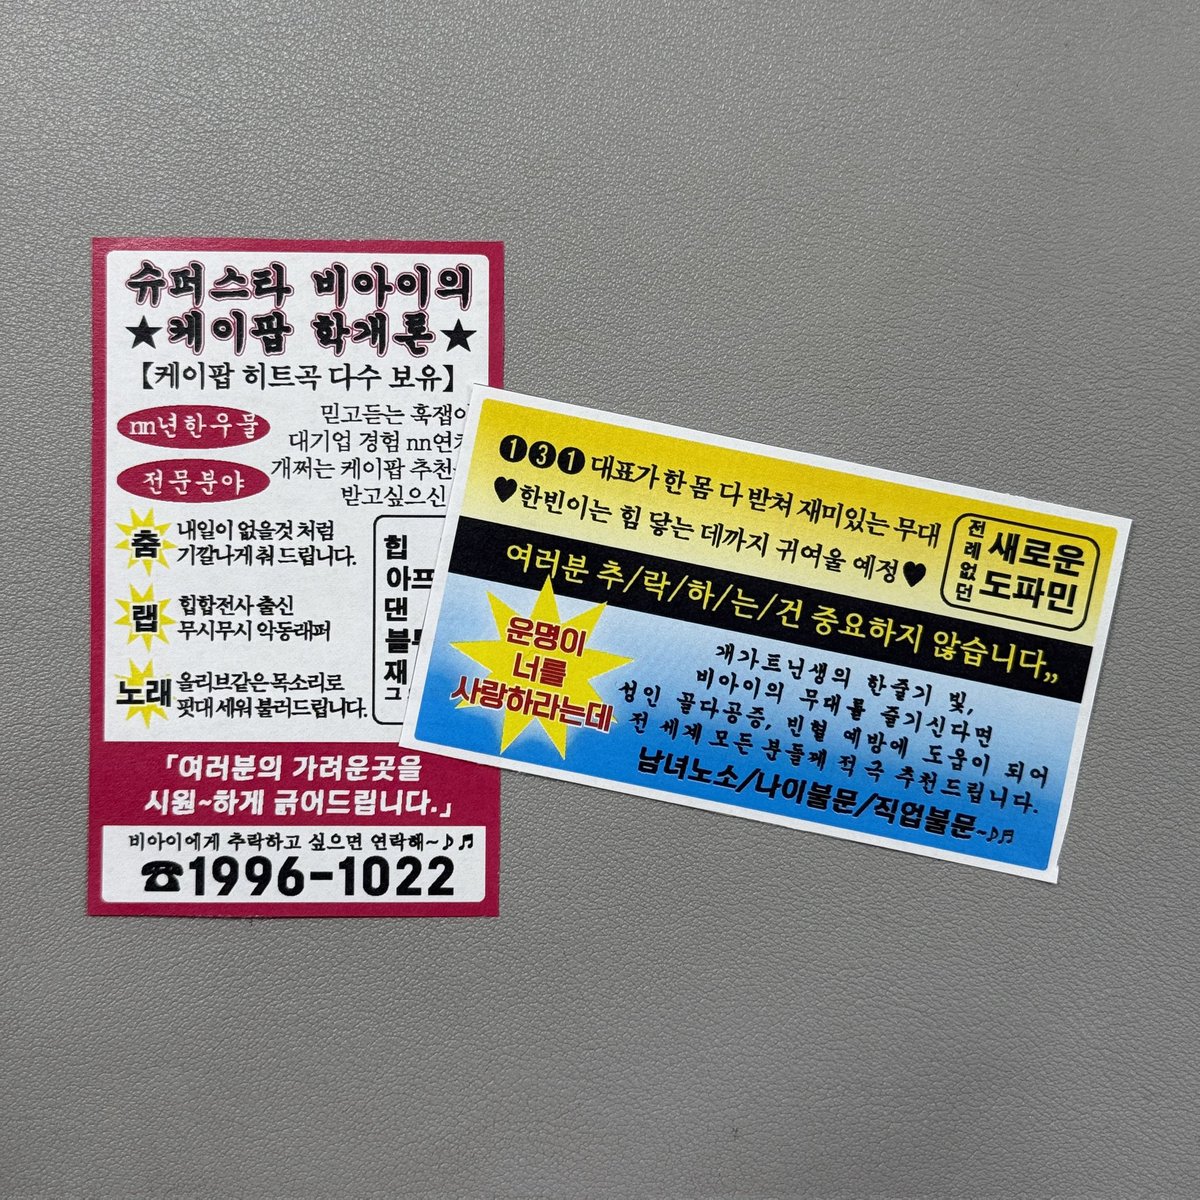 슈퍼스타 비아이의
★케이팝 학개론★
【케이팝 히트곡 다수 보유】
nn년한우물
전문분야
믿고듣는 훅잽이
대기업 경험 nn연차
개쩌는 케이팝 추천
받고싶으신
춤
내일이 없을것 처럼
기깔나게 춰 드립니다.
랩
힙합전사 출신
무시무시 악동래퍼
노래
올리브같은 목소리로
핏대 세워 불러드립니다.
힙
아프
댄
블루
재
그
「여러분의 가려운곳을
시원~하게 긁어드립니다.」
비아이에게 추락하고 싶으면 연락해~♪♬
☎1996-1022
❶❸❶ 대표가 한 몸 다 받쳐 재미있는 무대
♥한빈이는 힘 닿는 데까지 귀여울 예정♥
전례없던
새로운
도파민
여러분 추/락/하/는/건 중요하지 않습니다,,
운명이
너를
사랑하라는데
개가트닌생의 한줄기 빛,
비아이의 무대를 즐기신다면
성인 꼴다공증, 빈혈 예방에 도움이 되어
전 세계 모든 분들께 적극 추천드립니다.
남녀노소/나이불문/직업불문~♪♬